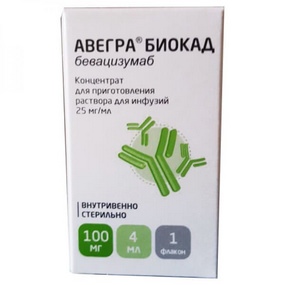 АВЕГРА® БИОКАД
бевацизумаб
Концентрат
для приготовления
раствора для инфузий
25 мг/мл
ВНУТРИВЕННО
СТЕРИЛЬНО
100 МГ
4 МЛ
1 флакон